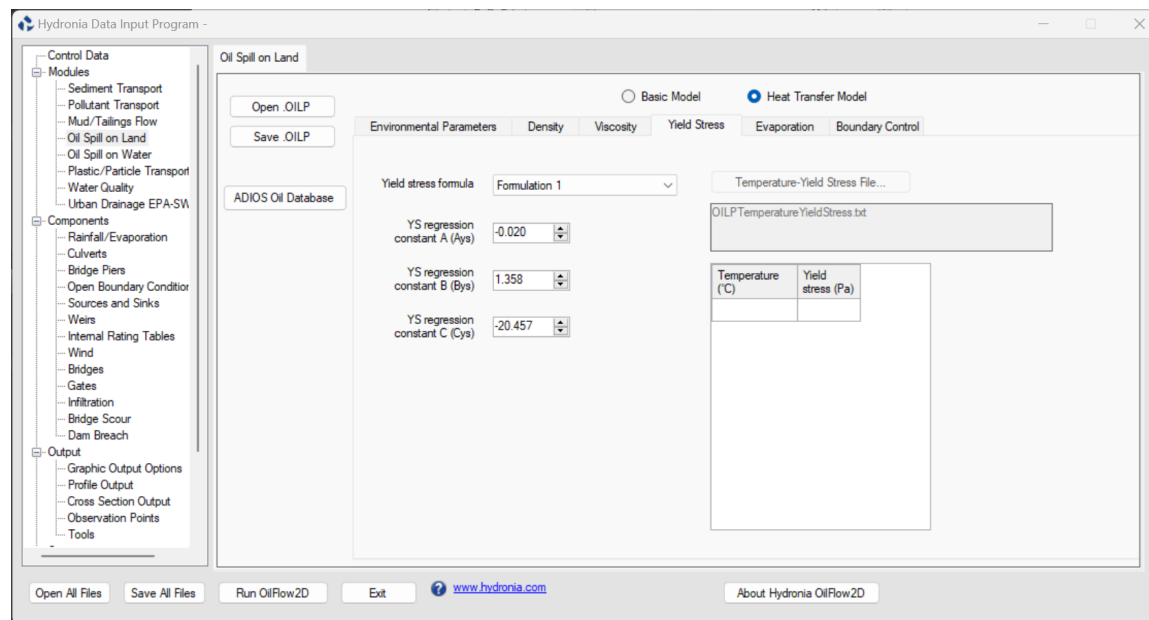 Hydronia Data Input Program -
Control Data
Modules
Sediment Transport
Pollutant Transport
Mud/Tailings Flow
Oil Spill on Land
Oil Spill on Water
Plastic/Particle Transport
Water Quality
Urban Drainage EPA-SW
Components
Rainfall/Evaporation
Culverts
Bridge Piers
Open Boundary Condition
Sources and Sinks
Weirs
Internal Rating Tables
Wind
Bridges
Gates
Infiltration
Bridge Scour
Dam Breach
Output
Graphic Output Options
Profile Output
Cross Section Output
Observation Points
Tools
Oil Spill on Land
Open .OILP
Save .OILP
ADIOS Oil Database
Basic Model
Heat Transfer Model
Environmental Parameters
Density
Viscosity
Yield Stress
Evaporation
Boundary Control
Yield stress formula
Formulation 1
YS regression
constant A (Ays)
-0.020
YS regression
constant B (Bys)
1.358
YS regression
constant C (Cys)
-20.457
Temperature-Yield Stress File...
OILPTemperatureYieldStress.txt
Temperature
(°C)
Yield
stress (Pa)
Open All Files
Save All Files
Run OilFlow2D
Exit
?
www.hydronia.com
About Hydronia OilFlow2D